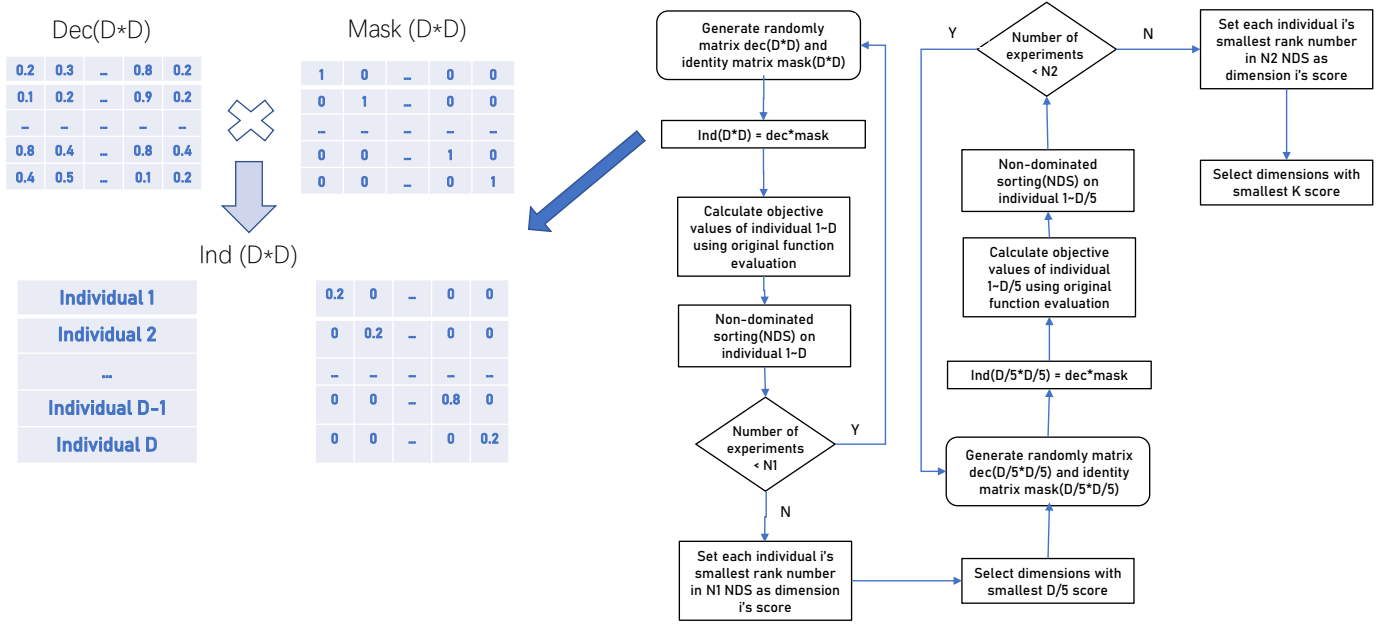 Dec(D*D)
Mask (D*D)
0.2 0.3 ... 0.8 0.2
0.1 0.2 ... 0.9 0.2
... ... ... ... ...
0.8 0.4 ... 0.8 0.4
0.4 0.5 ... 0.1 0.2
1 0 ... 0 0
0 1 ... 0 0
... ... ... ... ...
0 0 ... 1 0
0 0 ... 0 1
Ind (D*D)
Individual 1
Individual 2
...
Individual D-1
Individual D
0.2 0 ... 0 0
0 0.2 ... 0 0
... ... ... ... ...
0 0 ... 0.8 0
0 0 ... 0 0.2
Generate randomly
matrix dec(D*D) and
identity matrix mask(D*D)
Ind(D*D) = dec*mask
Calculate objective
values of individual 1~D
using original function
evaluation
Non-dominated
sorting(NDS) on
individual 1~D
Number of
experiments
< N1
Y
N
Set each individual i's
smallest rank number
in N1 NDS as dimension
i's score
Select dimensions with
smallest D/5 score
Generate randomly matrix
dec(D/5*D/5) and identity
matrix mask(D/5*D/5)
Ind(D/5*D/5) = dec*mask
Calculate objective
values of individual
1~D/5 using original
function evaluation
Non-dominated
sorting(NDS) on
individual 1~D/5
Number of
experiments
< N2
Y
N
Set each individual i's
smallest rank number
in N2 NDS as
dimension i's score
Select dimensions with
smallest K score